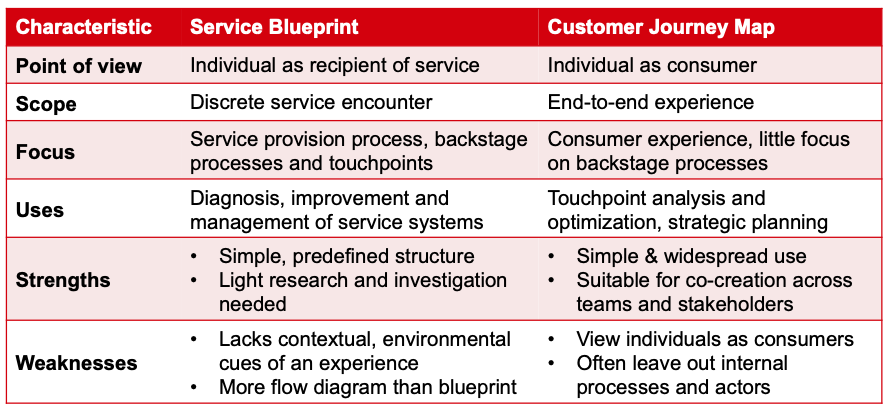 Characteristic Service Blueprint Customer Journey Map
Point of view Individual as recipient of service Individual as consumer
Scope Discrete service encounter End-to-end experience
Focus
Service provision process, backstage
processes and touchpoints
Consumer experience, little focus
on backstage processes
Uses
Diagnosis, improvement and
management of service systems
Touchpoint analysis and
optimization, strategic planning
Strengths
• Simple, predefined structure
• Light research and investigation
needed
• Simple & widespread use
• Suitable for co-creation across
teams and stakeholders
Weaknesses
• Lacks contextual, environmental
cues of an experience
• More flow diagram than blueprint
• View individuals as consumers
• Often leave out internal
processes and actors